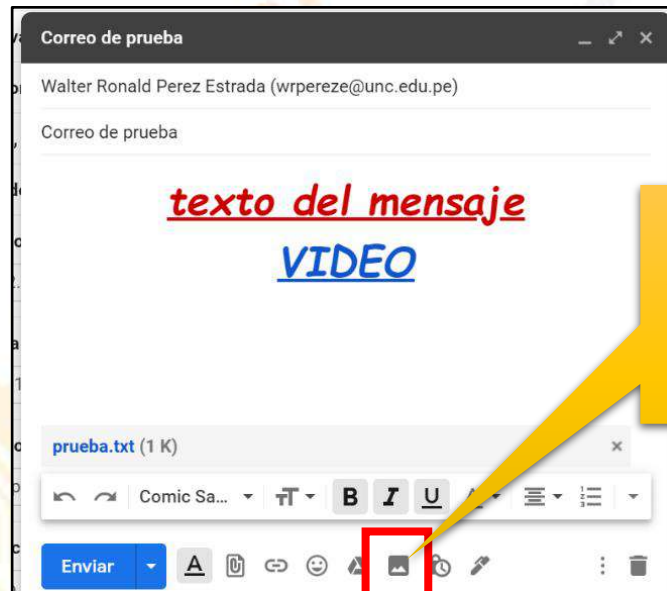 Correo de prueba
Walter Ronald Perez Estrada (wrpereze@unc.edu.pe)
Correo de prueba
texto del mensaje
VIDEO
prueba.txt (1 K)
Comic Sa...
B I U
Enviar
A